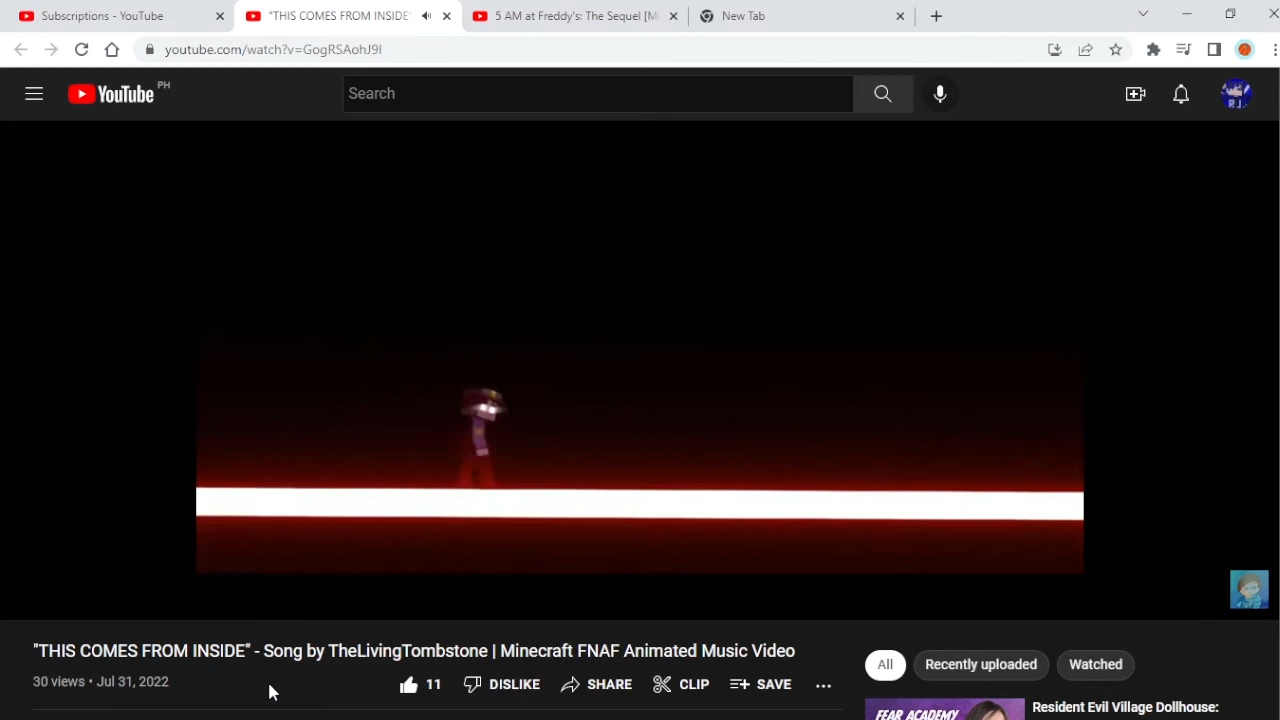 Subscriptions - YouTube
"THIS COMES FROM INSIDE"
5 AM at Freddy's: The Sequel [Mi
New Tab
youtube.com/watch?v=GogRSAohJ9I
YouTube PH
Search
"THIS COMES FROM INSIDE" - Song by TheLivingTombstone | Minecraft FNAF Animated Music Video
30 views • Jul 31, 2022
11 DISLIKE SHARE CLIP SAVE
All Recently uploaded Watched
FEAR ACADEMY
Resident Evil Village Dollhouse: